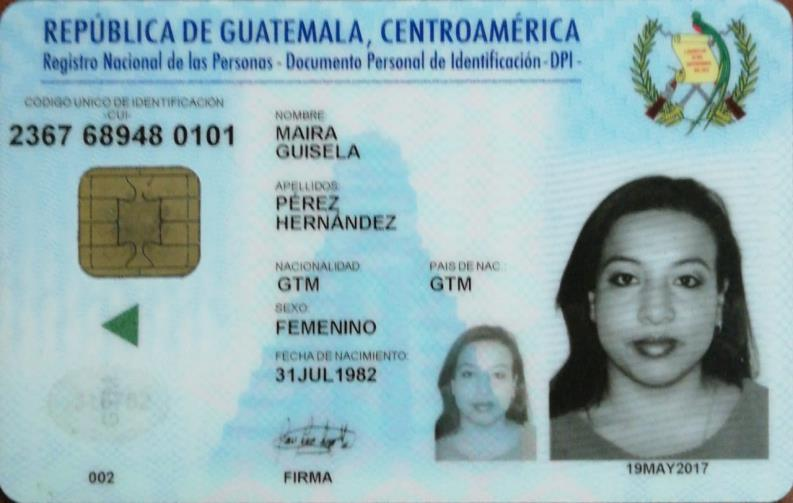 REPÚBLICA DE GUATEMALA, CENTROAMÉRICA
Registro Nacional de las Personas - Documento Personal de Identificación - DPI -
CÓDIGO UNICO DE IDENTIFICACIÓN
-CUI-
2367 68948 0101
NOMBRE
MAIRA
GUISELA
APELLIDOS:
PÉREZ
HERNÁNDEZ
NACIONALIDAD:
GTM
PAIS DE NAC.:
GTM
SEXO:
FEMENINO
FECHA DE NACIMIENTO:
31JUL1982
002
FIRMA
19MAY2017